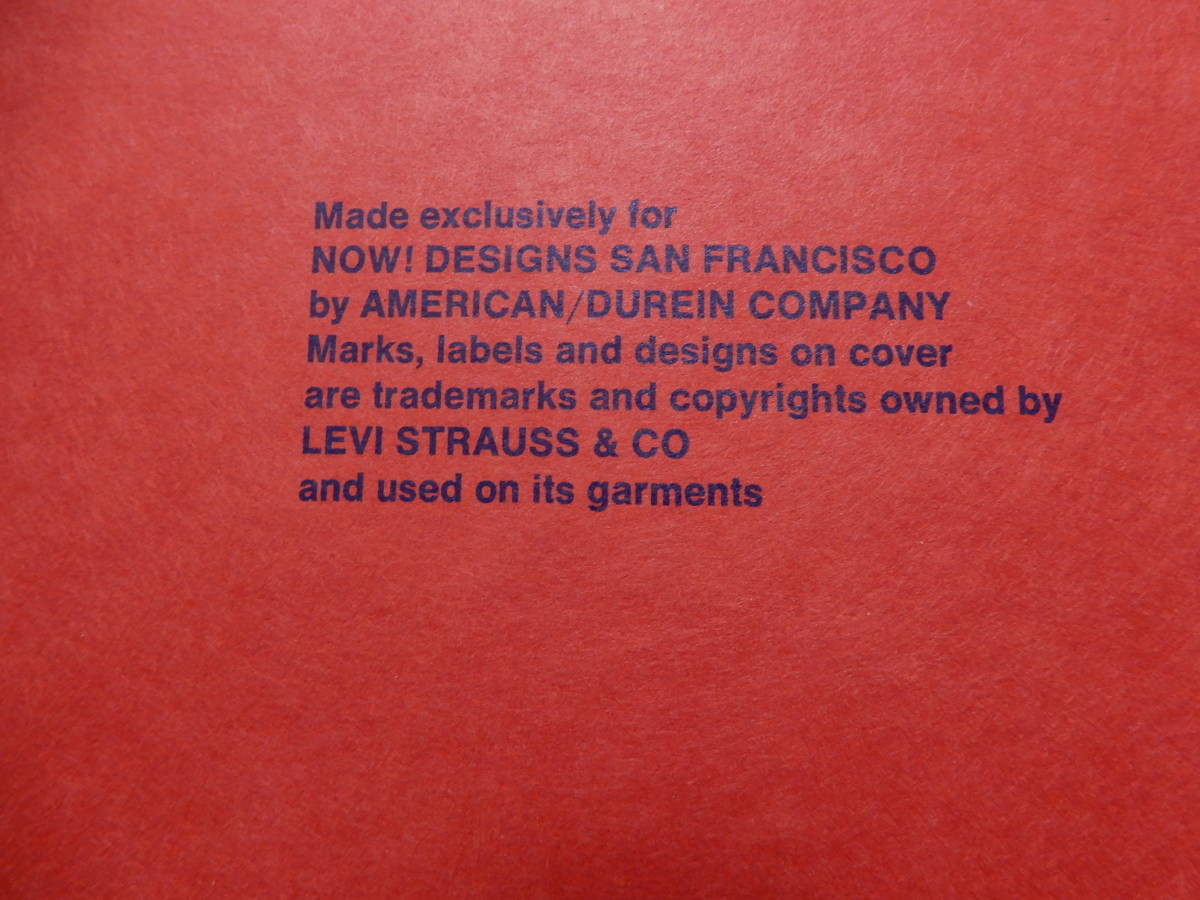 Made exclusively for
NOW! DESIGNS SAN FRANCISCO
by AMERICAN/DUREIN COMPANY
Marks, labels and designs on cover
are trademarks and copyrights owned by
LEVI STRAUSS & CO
and used on its garments